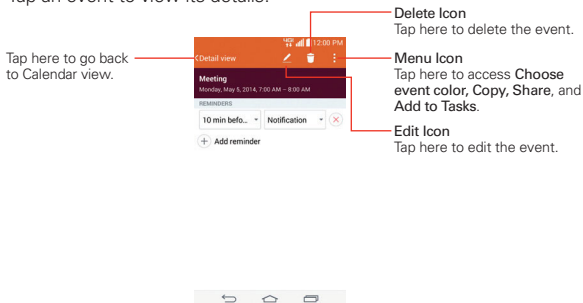 Tap an event to view its details.
Delete Icon
Tap here to delete the event.
Tap here to go back
to Calendar view.
Menu Icon
Tap here to access Choose
event color, Copy, Share, and
Add to Tasks.
Edit Icon
Tap here to edit the event.
4GE 12:00 PM
Detail view
Meeting
Monday, May 5, 2014, 7:00 AM – 8:00 AM
REMINDERS
10 min befo.. Notification
Add reminder